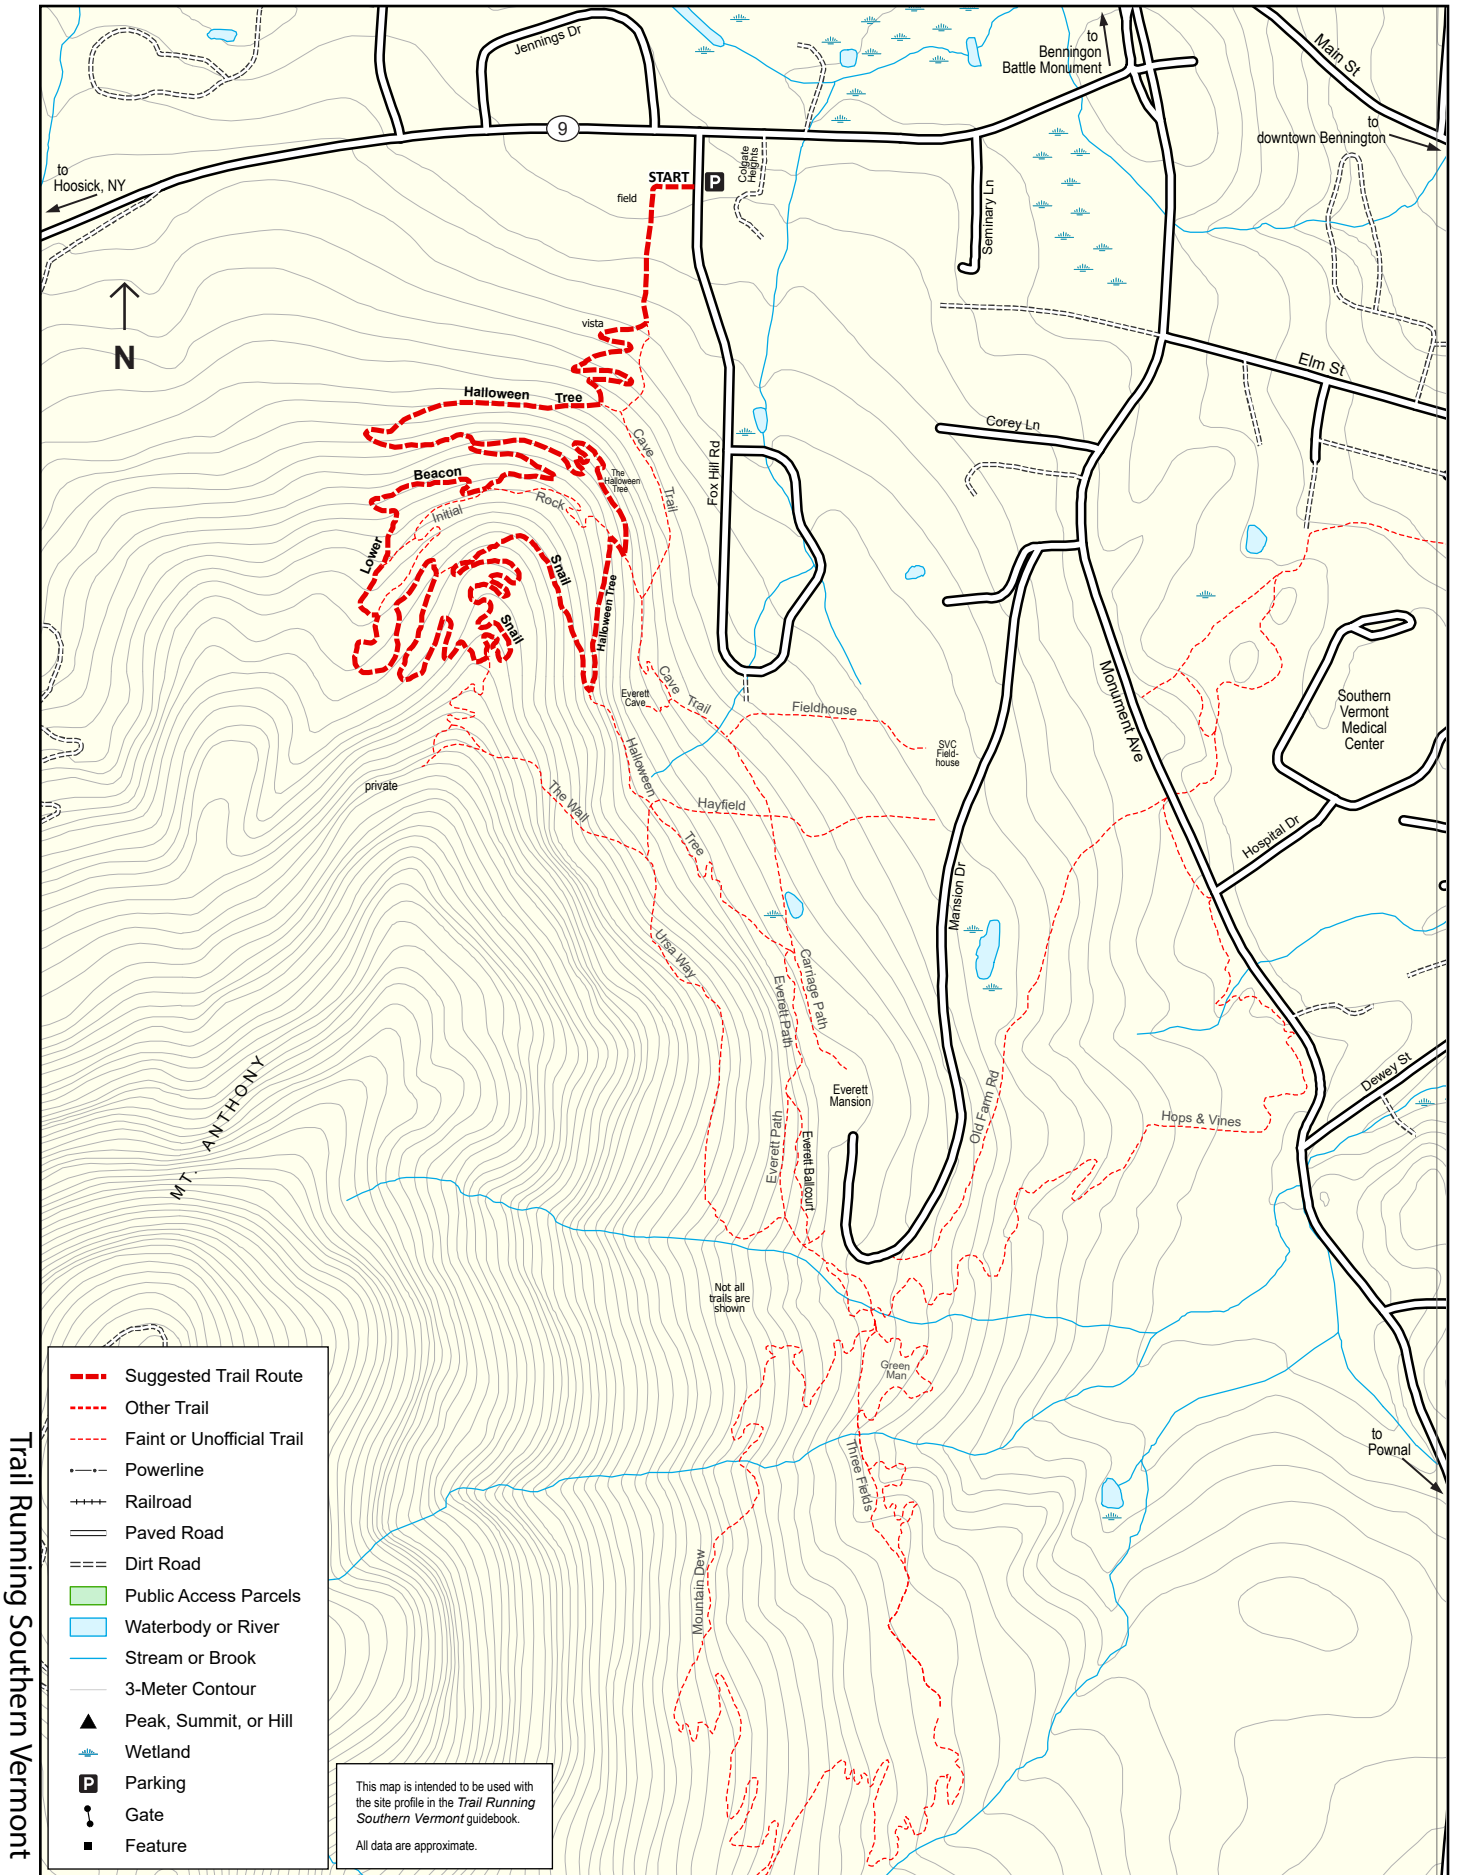 Jennings Dr
to
Benningon
Battle Monument
Main St
to
downtown Bennington
9
to
Hoosick, NY
START
P
Colgate
Heights
field
Seminary Ln
N
vista
Elm St
Halloween Tree
Corey Ln
Cave Trail
Fox Hill Rd
Beacon
The
Halloween
Tree
Initial Rock
Lower
Snail
Halloween Tree
Snail
Monument Ave
Everett
Cave
Cave Trail
Fieldhouse
Southern
Vermont
Medical
Center
SVC
Field-
house
Halloween Tree
private
The Wall
Hayfield
Hospital Dr
Mansion Dr
Ursa Way
Carriage Path
Everett Path
MT. ANTHONY
Everett
Mansion
Old Farm Rd
Dewey St
Hops & Vines
Everett Path
Everett Ballcourt
Not all
trails are
shown
Green
Man
to
Pownal
Three Fields
Mountain Dew
Suggested Trail Route
Other Trail
Faint or Unofficial Trail
Powerline
Railroad
Paved Road
Dirt Road
Public Access Parcels
Waterbody or River
Stream or Brook
3-Meter Contour
Peak, Summit, or Hill
Wetland
P Parking
Gate
Feature
This map is intended to be used with
the site profile in the Trail Running
Southern Vermont guidebook.
All data are approximate.
Trail Running Southern Vermont